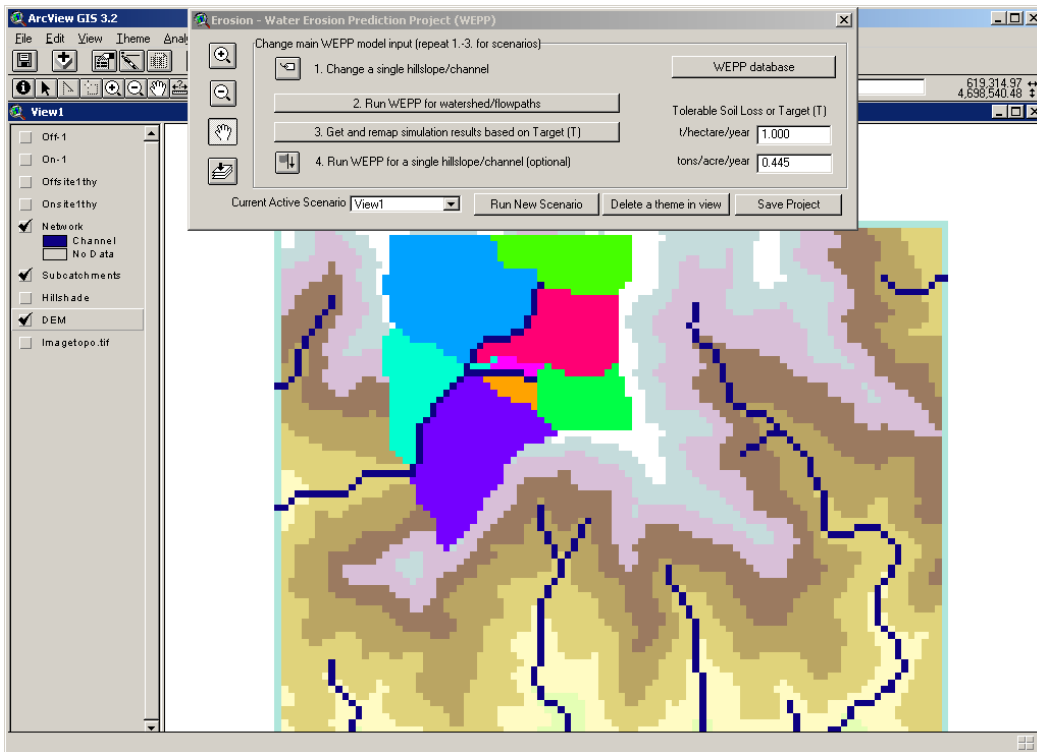 ArcView GIS 3.2
File Edit View Theme
Erosion - Water Erosion Prediction Project (WEPP)
Change main WEPP model input (repeat 1.-3. for scenarios)
1. Change a single hillslope/channel
WEPP database
2. Run WEPP for watershed/flowpaths
Tolerable Soil Loss or Target (T)
3. Get and remap simulation results based on Target (T)
t/hectare/year 1.000
4. Run WEPP for a single hillslope/channel (optional)
tons/acre/year 0.445
Current Active Scenario View1
Run New Scenario
Delete a theme in view
Save Project
619,314.97
4,698,540.48
View1
Off-1
On-1
Offsite1thy
Onsite1thy
Network
Channel
No Data
Subcatchments
Hillshade
DEM
Imagetopo.tif